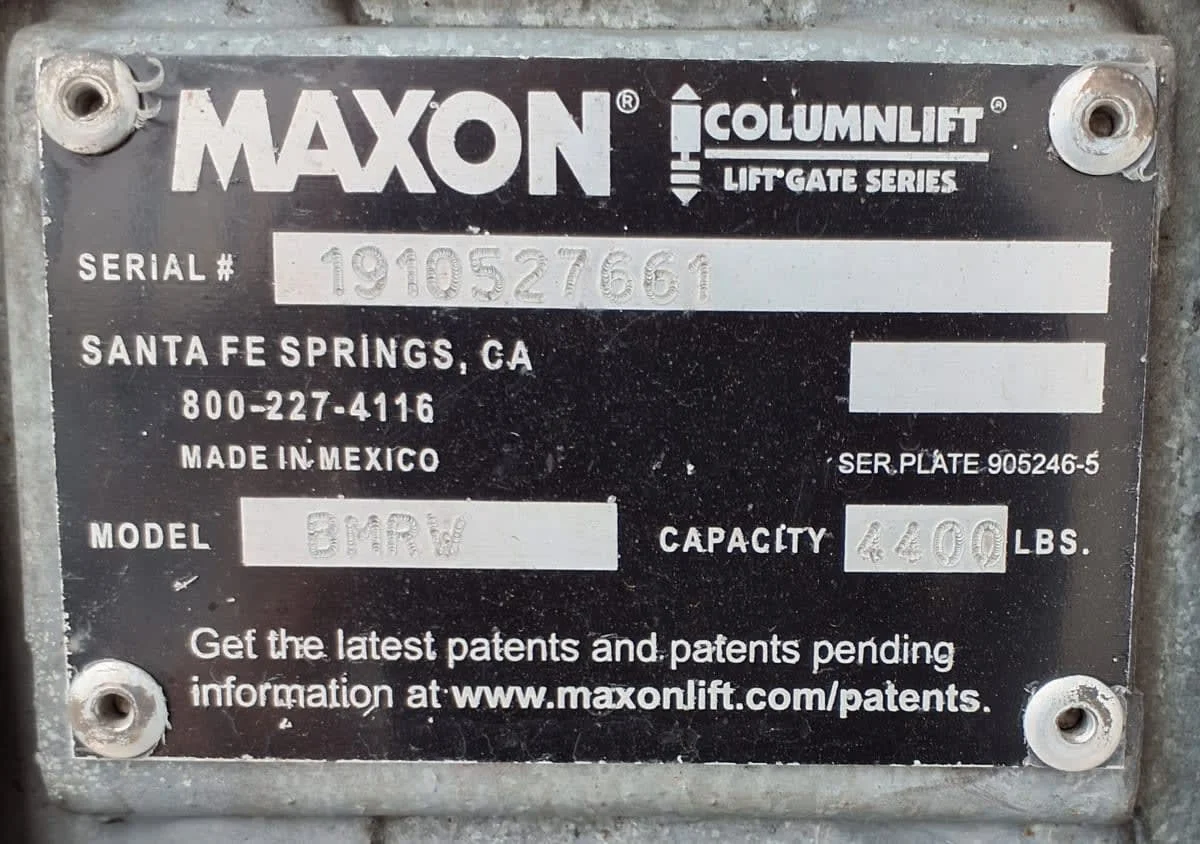 MAXON® COLUMNLIFT®
LIFT GATE SERIES
SERIAL # 1910527661
SANTA FE SPRINGS, CA
800-227-4116
MADE IN MEXICO
SER.PLATE 905246-5
MODEL BMRW CAPACITY 4400 LBS.
Get the latest patents and patents pending
information at www.maxonlift.com/patents.